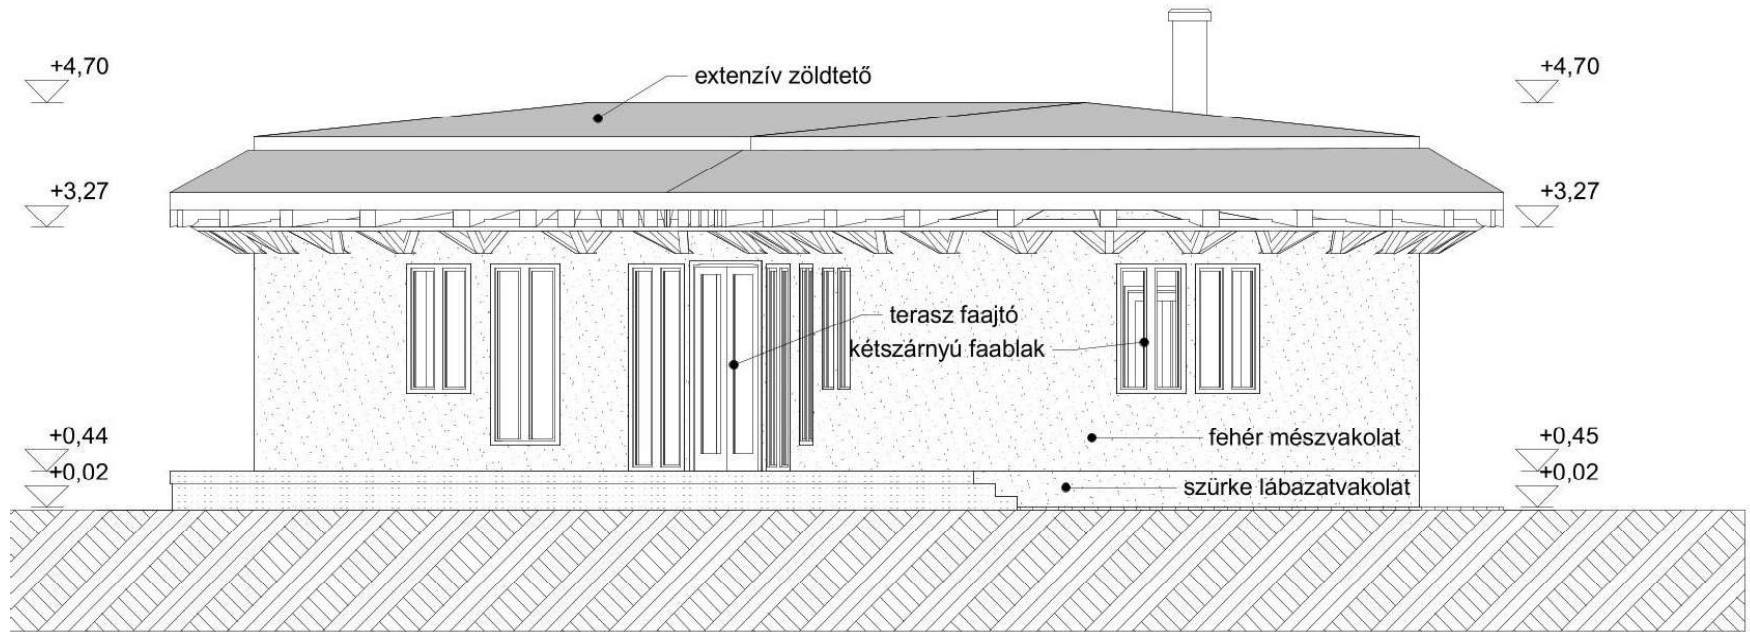 +4,70
extenzív zöldtető
+4,70
+3,27
+3,27
terasz faajtó
kétszárnyú faablak
+0,44
fehér mészvakolat
+0,45
+0,02
szürke lábazatvakolat
+0,02